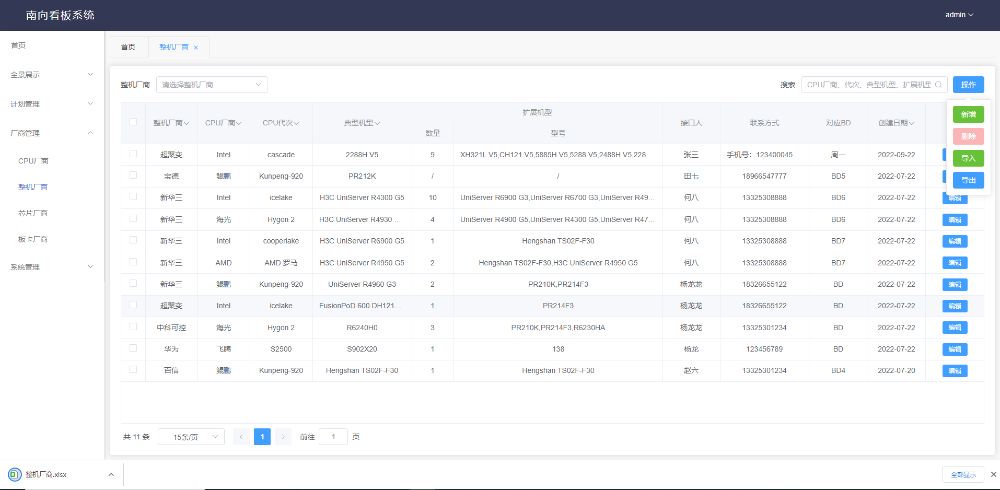 南向看板系统
admin
首页
全景展示
计划管理
厂商管理
CPU厂商
整机厂商
芯片厂商
板卡厂商
系统管理
首页 整机厂商
整机厂商 请选择整机厂商 搜索 CPU厂商、代次、典型机型、扩展机型 操作
新增
删除
导入
导出
整机厂商 CPU厂商 CPU代次 典型机型 扩展机型 接口人 联系方式 对应BD 创建日期
数量 型号
超聚变 Intel cascade 2288H V5 9 XH321L V5,CH121 V5,5885H V5,5288 V5,2488H V5,228... 张三 手机号：123400045... 周一 2022-09-22
宝德 鲲鹏 Kunpeng-920 PR212K / / 田七 18966547777 BD5 2022-07-22
新华三 Intel icelake H3C UniServer R4300 G5 10 UniServer R6900 G3,UniServer R6700 G3,UniServer R49... 何八 13325308888 BD6 2022-07-22 编辑
新华三 海光 Hygon 2 H3C UniServer R4930 ... 4 UniServer R4900 G5,UniServer R4300 G5,UniServer R47... 何八 13325308888 BD6 2022-07-22 编辑
新华三 Intel cooperlake H3C UniServer R6900 G5 1 Hengshan TS02F-F30 何八 13325308888 BD7 2022-07-22 编辑
新华三 AMD AMD 罗马 H3C UniServer R4950 G5 2 Hengshan TS02F-F30,H3C UniServer R4950 G5 何八 13325308888 BD7 2022-07-22 编辑
新华三 鲲鹏 Kunpeng-920 UniServer R4960 G3 2 PR210K,PR214F3 杨龙龙 18326655122 BD 2022-07-22 编辑
超聚变 Intel icelake FusionPoD 600 DH121... 1 PR214F3 杨龙龙 18326655122 BD 2022-07-22 编辑
中科可控 海光 Hygon 2 R6240H0 3 PR210K,PR214F3,R6230HA 杨龙龙 13325301234 BD 2022-07-22 编辑
华为 飞腾 S2500 S902X20 1 138 杨龙 123456789 BD 2022-07-22 编辑
百信 鲲鹏 Kunpeng-920 Hengshan TS02F-F30 1 Hengshan TS02F-F30 赵六 13325301234 BD4 2022-07-20 编辑
共 11 条 15条/页 1 前往 1 页
整机厂商.xlsx 全部显示